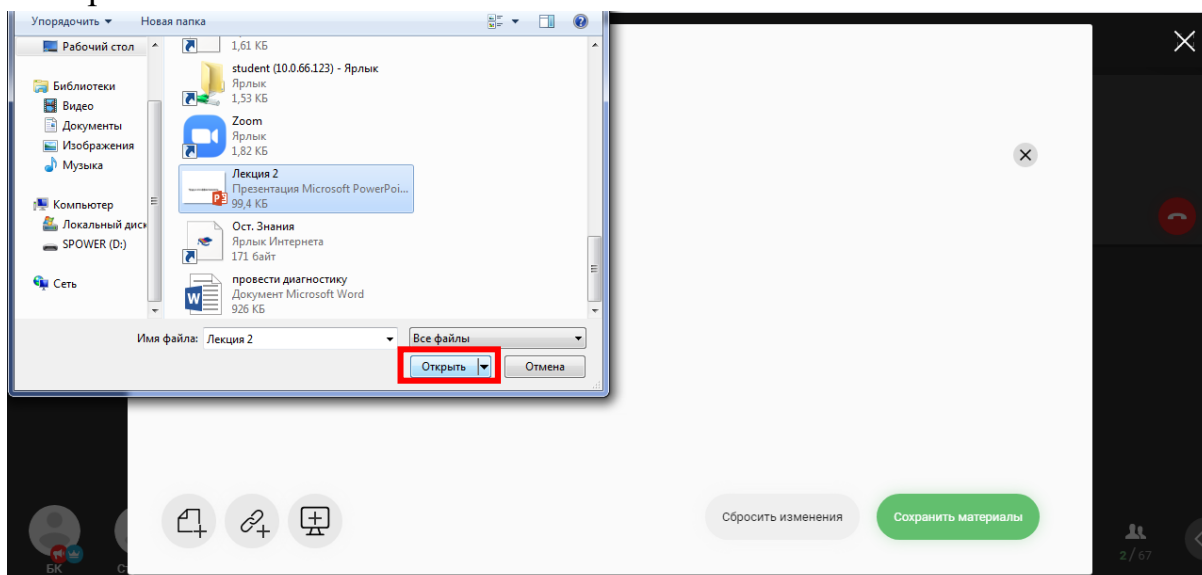 Упорядочить
Новая папка
Рабочий стол
Библиотеки
Видео
Документы
Изображения
Музыка
Компьютер
Локальный диск
SPOWER (D:)
Сеть
1,61 КБ
student (10.0.66.123) - Ярлык
Ярлык
1,53 КБ
Zoom
Ярлык
1,82 КБ
Лекция 2
Презентация Microsoft PowerPoi...
99,4 КБ
Ост. Знания
Ярлык Интернета
171 байт
провести диагностику
Документ Microsoft Word
926 КБ
Имя файла: Лекция 2
Все файлы
Открыть
Отмена
Сбросить изменения
Сохранить материалы
БК
2 / 67